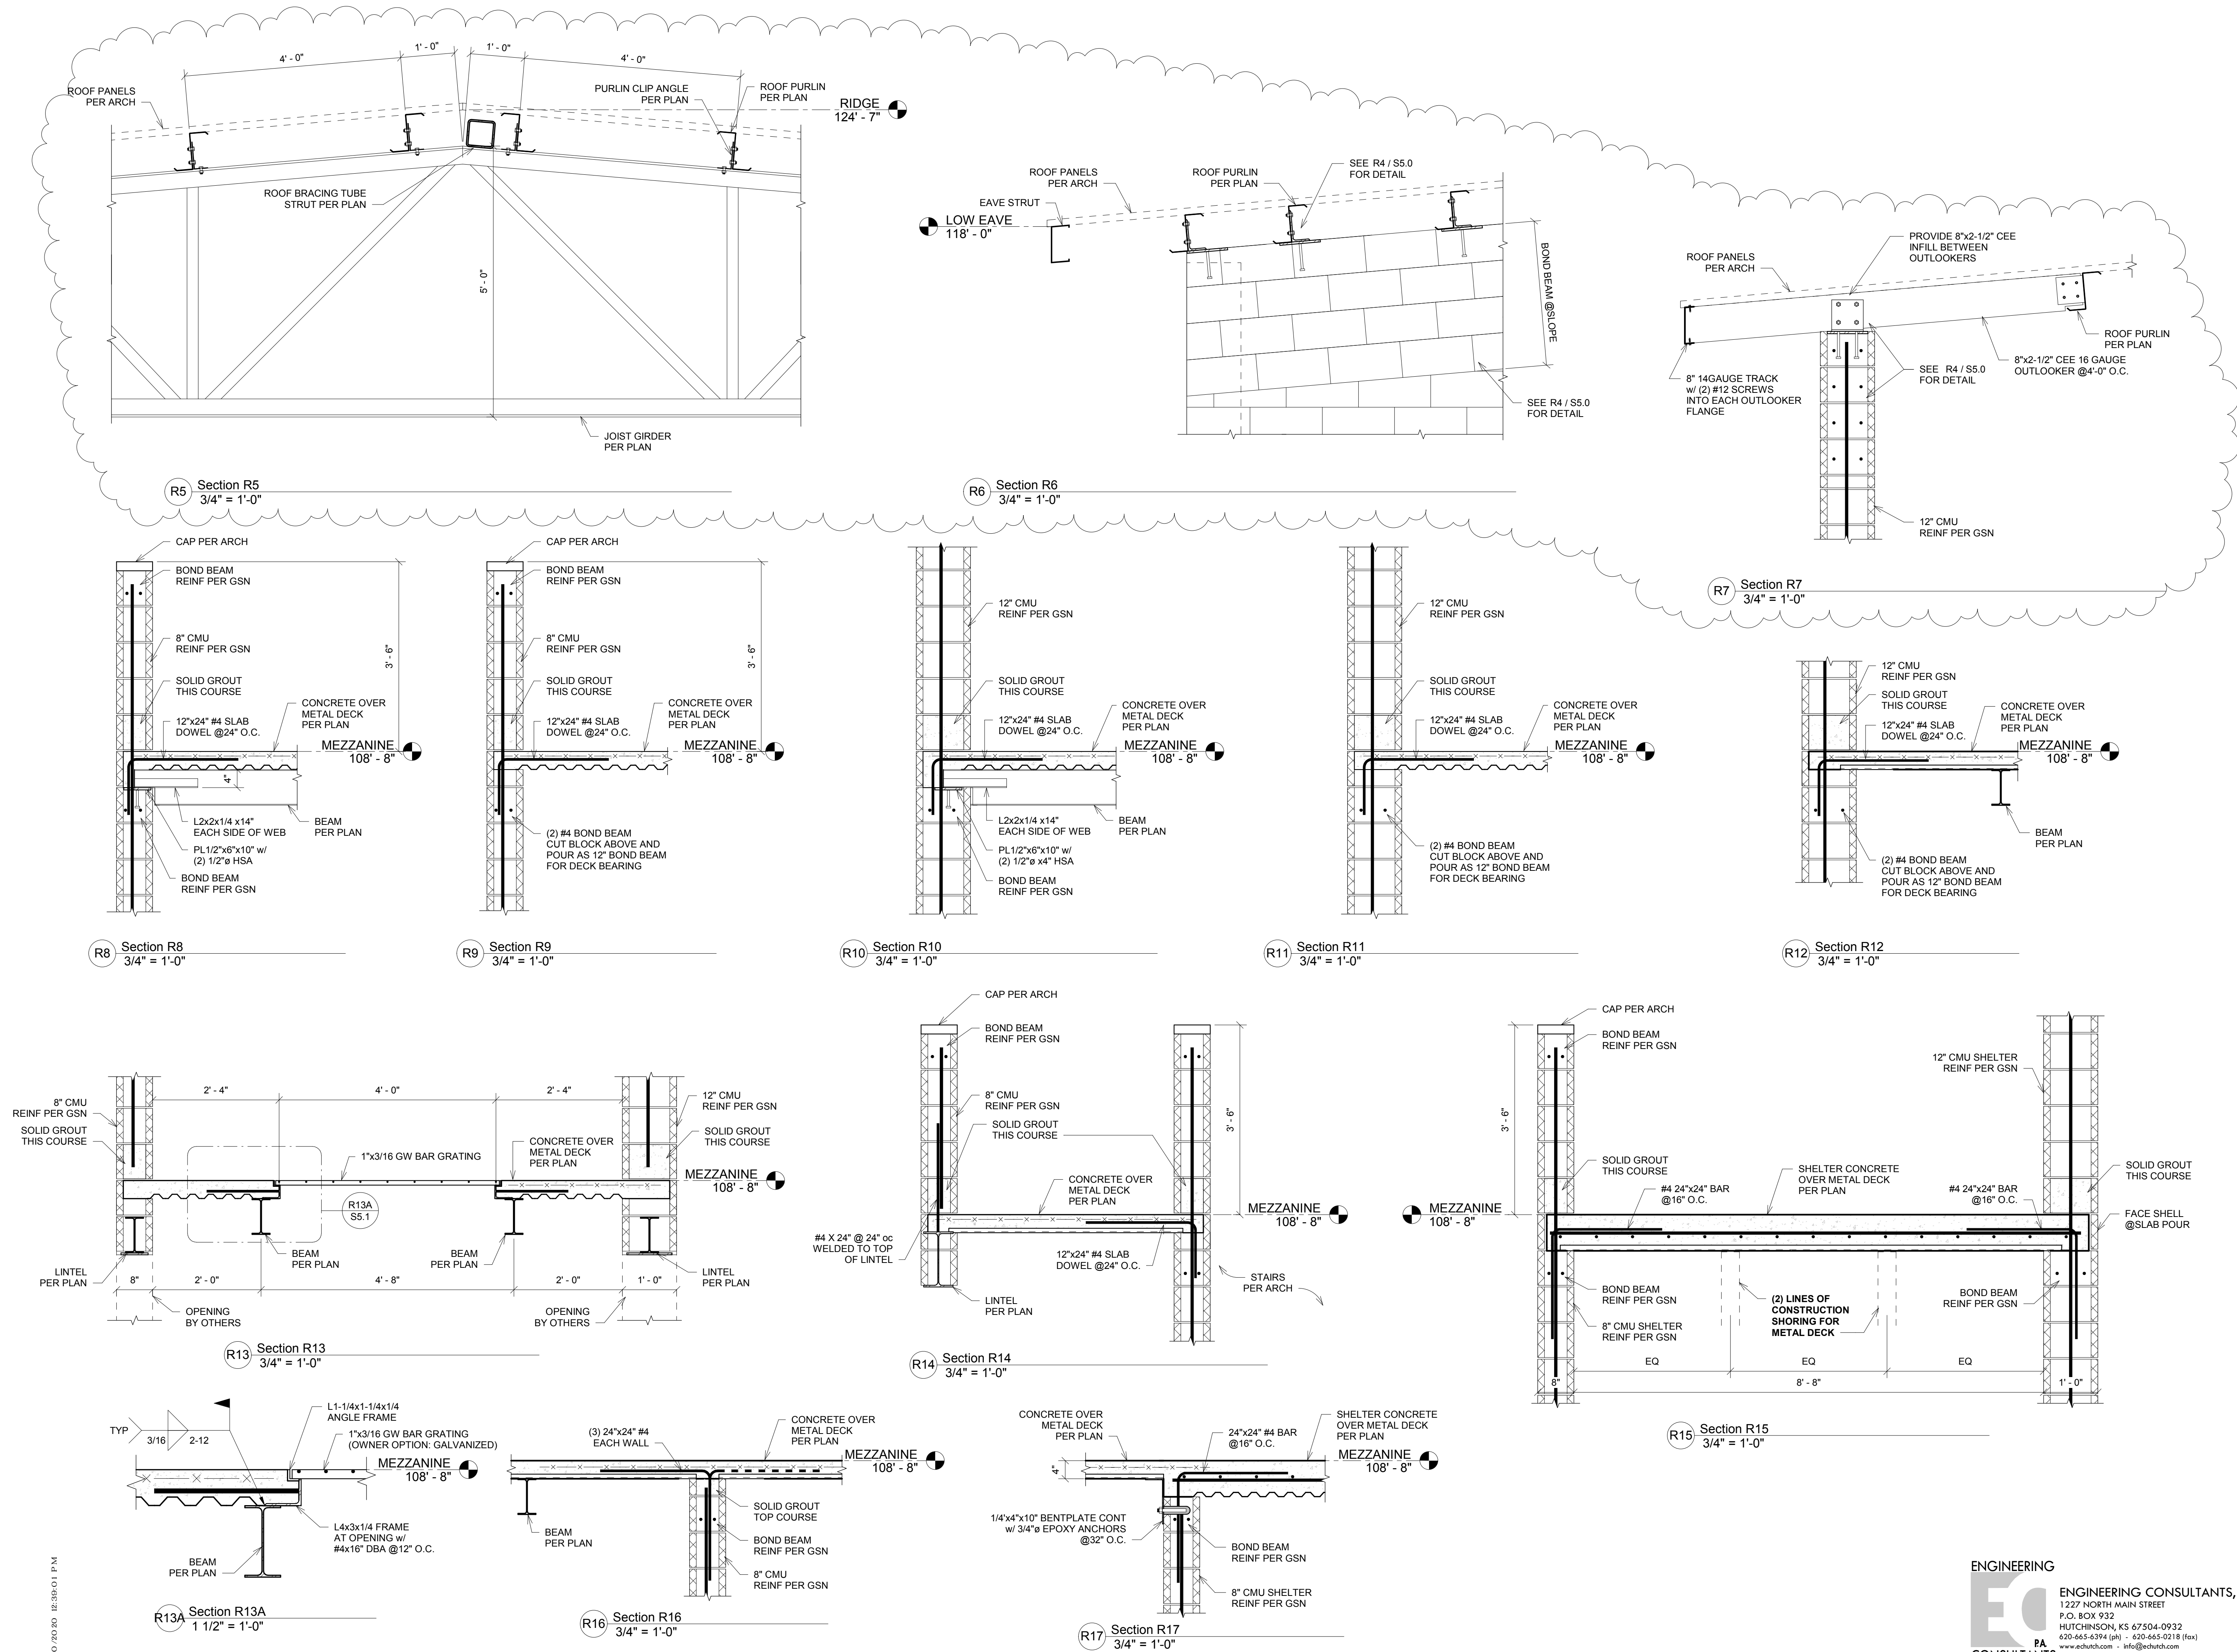 4' - 0"
1' - 0"
1' - 0"
4' - 0"
ROOF PANELS
PER ARCH
PURLIN CLIP ANGLE
PER PLAN
ROOF PURLIN
PER PLAN
RIDGE
124' - 7"
ROOF BRACING TUBE
STRUT PER PLAN
5' - 0"
JOIST GIRDER
PER PLAN
R5
Section R5
3/4" = 1'-0"
ROOF PANELS
PER ARCH
ROOF PURLIN
PER PLAN
SEE R4 / S5.0
FOR DETAIL
EAVE STRUT
LOW EAVE
118' - 0"
BOND BEAM @SLOPE
SEE R4 / S5.0
FOR DETAIL
R6
Section R6
3/4" = 1'-0"
PROVIDE 8"x2-1/2" CEE
INFILL BETWEEN
OUTLOOKERS
ROOF PANELS
PER ARCH
ROOF PURLIN
PER PLAN
8"x2-1/2" CEE 16 GAUGE
OUTLOOKER @4'-0" O.C.
SEE R4 / S5.0
FOR DETAIL
8" 14GAUGE TRACK
w/ (2) #12 SCREWS
INTO EACH OUTLOOKER
FLANGE
12" CMU
REINF PER GSN
R7
Section R7
3/4" = 1'-0"
CAP PER ARCH
BOND BEAM
REINF PER GSN
8" CMU
REINF PER GSN
3' - 6"
SOLID GROUT
THIS COURSE
CONCRETE OVER
METAL DECK
PER PLAN
12"x24" #4 SLAB
DOWEL @24" O.C.
MEZZANINE
108' - 8"
4"
L2x2x1/4 x14"
EACH SIDE OF WEB
BEAM
PER PLAN
PL1/2"x6"x10" w/
(2) 1/2"ø HSA
BOND BEAM
REINF PER GSN
R8
Section R8
3/4" = 1'-0"
CAP PER ARCH
BOND BEAM
REINF PER GSN
8" CMU
REINF PER GSN
3' - 6"
SOLID GROUT
THIS COURSE
CONCRETE OVER
METAL DECK
PER PLAN
12"x24" #4 SLAB
DOWEL @24" O.C.
MEZZANINE
108' - 8"
(2) #4 BOND BEAM
CUT BLOCK ABOVE AND
POUR AS 12" BOND BEAM
FOR DECK BEARING
R9
Section R9
3/4" = 1'-0"
12" CMU
REINF PER GSN
SOLID GROUT
THIS COURSE
CONCRETE OVER
METAL DECK
PER PLAN
12"x24" #4 SLAB
DOWEL @24" O.C.
MEZZANINE
108' - 8"
L2x2x1/4 x14"
EACH SIDE OF WEB
BEAM
PER PLAN
PL1/2"x6"x10" w/
(2) 1/2"ø x4" HSA
BOND BEAM
REINF PER GSN
R10
Section R10
3/4" = 1'-0"
12" CMU
REINF PER GSN
SOLID GROUT
THIS COURSE
CONCRETE OVER
METAL DECK
PER PLAN
12"x24" #4 SLAB
DOWEL @24" O.C.
MEZZANINE
108' - 8"
(2) #4 BOND BEAM
CUT BLOCK ABOVE AND
POUR AS 12" BOND BEAM
FOR DECK BEARING
R11
Section R11
3/4" = 1'-0"
12" CMU
REINF PER GSN
SOLID GROUT
THIS COURSE
CONCRETE OVER
METAL DECK
PER PLAN
12"x24" #4 SLAB
DOWEL @24" O.C.
MEZZANINE
108' - 8"
BEAM
PER PLAN
(2) #4 BOND BEAM
CUT BLOCK ABOVE AND
POUR AS 12" BOND BEAM
FOR DECK BEARING
R12
Section R12
3/4" = 1'-0"
2' - 4"
4' - 0"
2' - 4"
8" CMU
REINF PER GSN
SOLID GROUT
THIS COURSE
12" CMU
REINF PER GSN
SOLID GROUT
THIS COURSE
1"x3/16 GW BAR GRATING
CONCRETE OVER
METAL DECK
PER PLAN
MEZZANINE
108' - 8"
R13A
S5.1
BEAM
PER PLAN
BEAM
PER PLAN
LINTEL
PER PLAN
LINTEL
PER PLAN
8"
2' - 0"
4' - 8"
2' - 0"
1' - 0"
OPENING
BY OTHERS
OPENING
BY OTHERS
R13
Section R13
3/4" = 1'-0"
CAP PER ARCH
BOND BEAM
REINF PER GSN
8" CMU
REINF PER GSN
SOLID GROUT
THIS COURSE
3' - 6"
CONCRETE OVER
METAL DECK
PER PLAN
MEZZANINE
108' - 8"
#4 X 24" @ 24" oc
WELDED TO TOP
OF LINTEL
12"x24" #4 SLAB
DOWEL @24" O.C.
STAIRS
PER ARCH
LINTEL
PER PLAN
R14
Section R14
3/4" = 1'-0"
CAP PER ARCH
BOND BEAM
REINF PER GSN
12" CMU SHELTER
REINF PER GSN
3' - 6"
SOLID GROUT
THIS COURSE
SHELTER CONCRETE
OVER METAL DECK
PER PLAN
SOLID GROUT
THIS COURSE
#4 24"x24" BAR
@16" O.C.
#4 24"x24" BAR
@16" O.C.
MEZZANINE
108' - 8"
FACE SHELL
@SLAB POUR
BOND BEAM
REINF PER GSN
(2) LINES OF
CONSTRUCTION
SHORING FOR
METAL DECK
BOND BEAM
REINF PER GSN
8" CMU SHELTER
REINF PER GSN
EQ
EQ
EQ
8"
8' - 8"
1' - 0"
R15
Section R15
3/4" = 1'-0"
TYP
3/16
2-12
L1-1/4x1-1/4x1/4
ANGLE FRAME
1"x3/16 GW BAR GRATING
(OWNER OPTION: GALVANIZED)
MEZZANINE
108' - 8"
L4x3x1/4 FRAME
AT OPENING w/
#4x16" DBA @12" O.C.
BEAM
PER PLAN
R13A
Section R13A
1 1/2" = 1'-0"
(3) 24"x24" #4
EACH WALL
CONCRETE OVER
METAL DECK
PER PLAN
MEZZANINE
108' - 8"
SOLID GROUT
TOP COURSE
BEAM
PER PLAN
BOND BEAM
REINF PER GSN
8" CMU
REINF PER GSN
R16
Section R16
3/4" = 1'-0"
CONCRETE OVER
METAL DECK
PER PLAN
24"x24" #4 BAR
@16" O.C.
SHELTER CONCRETE
OVER METAL DECK
PER PLAN
MEZZANINE
108' - 8"
4"
1/4'x4"x10" BENTPLATE CONT
w/ 3/4"ø EPOXY ANCHORS
@32" O.C.
BOND BEAM
REINF PER GSN
8" CMU SHELTER
REINF PER GSN
R17
Section R17
3/4" = 1'-0"
0/2020 12:39:01 PM
ENGINEERING
EC
P.A.
CONSULTANTS
ENGINEERING CONSULTANTS,
1227 NORTH MAIN STREET
P.O. BOX 932
HUTCHINSON, KS 67504-0932
620-665-6394 (ph) - 620-665-0218 (fax)
www.echutch.com - info@echutch.com